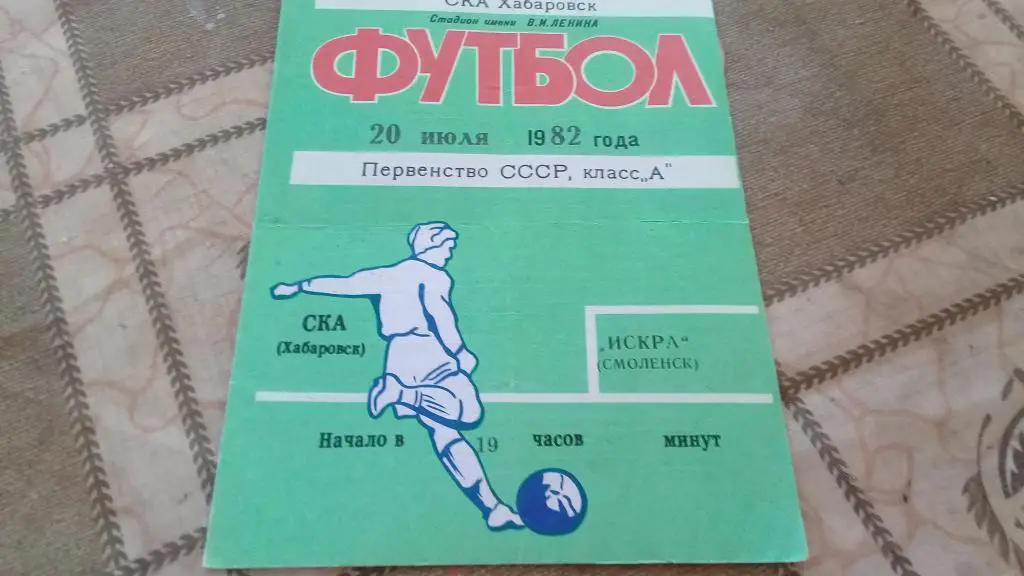 СКА Хабаровск
Стадион имени В.И.ЛЕНИНА
ФУТБОЛ
20 июля 1982 года
Первенство СССР, класс „А"
СКА
(Хабаровск)
„ИСКРА"
(СМОЛЕНСК)
Начало в 19 часов минут